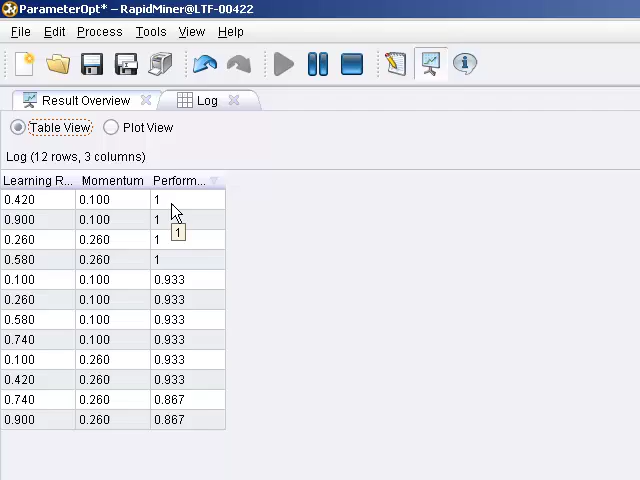 ParameterOpt* – RapidMiner@LTF-00422
File Edit Process Tools View Help
Result Overview Log
Table View Plot View
Log (12 rows, 3 columns)
Learning R... Momentum Perform...
0.420 0.100 1
0.900 0.100 1
0.260 0.260 1
1
0.580 0.260 1
0.100 0.100 0.933
0.260 0.100 0.933
0.580 0.100 0.933
0.740 0.100 0.933
0.100 0.260 0.933
0.420 0.260 0.933
0.740 0.260 0.867
0.900 0.260 0.867